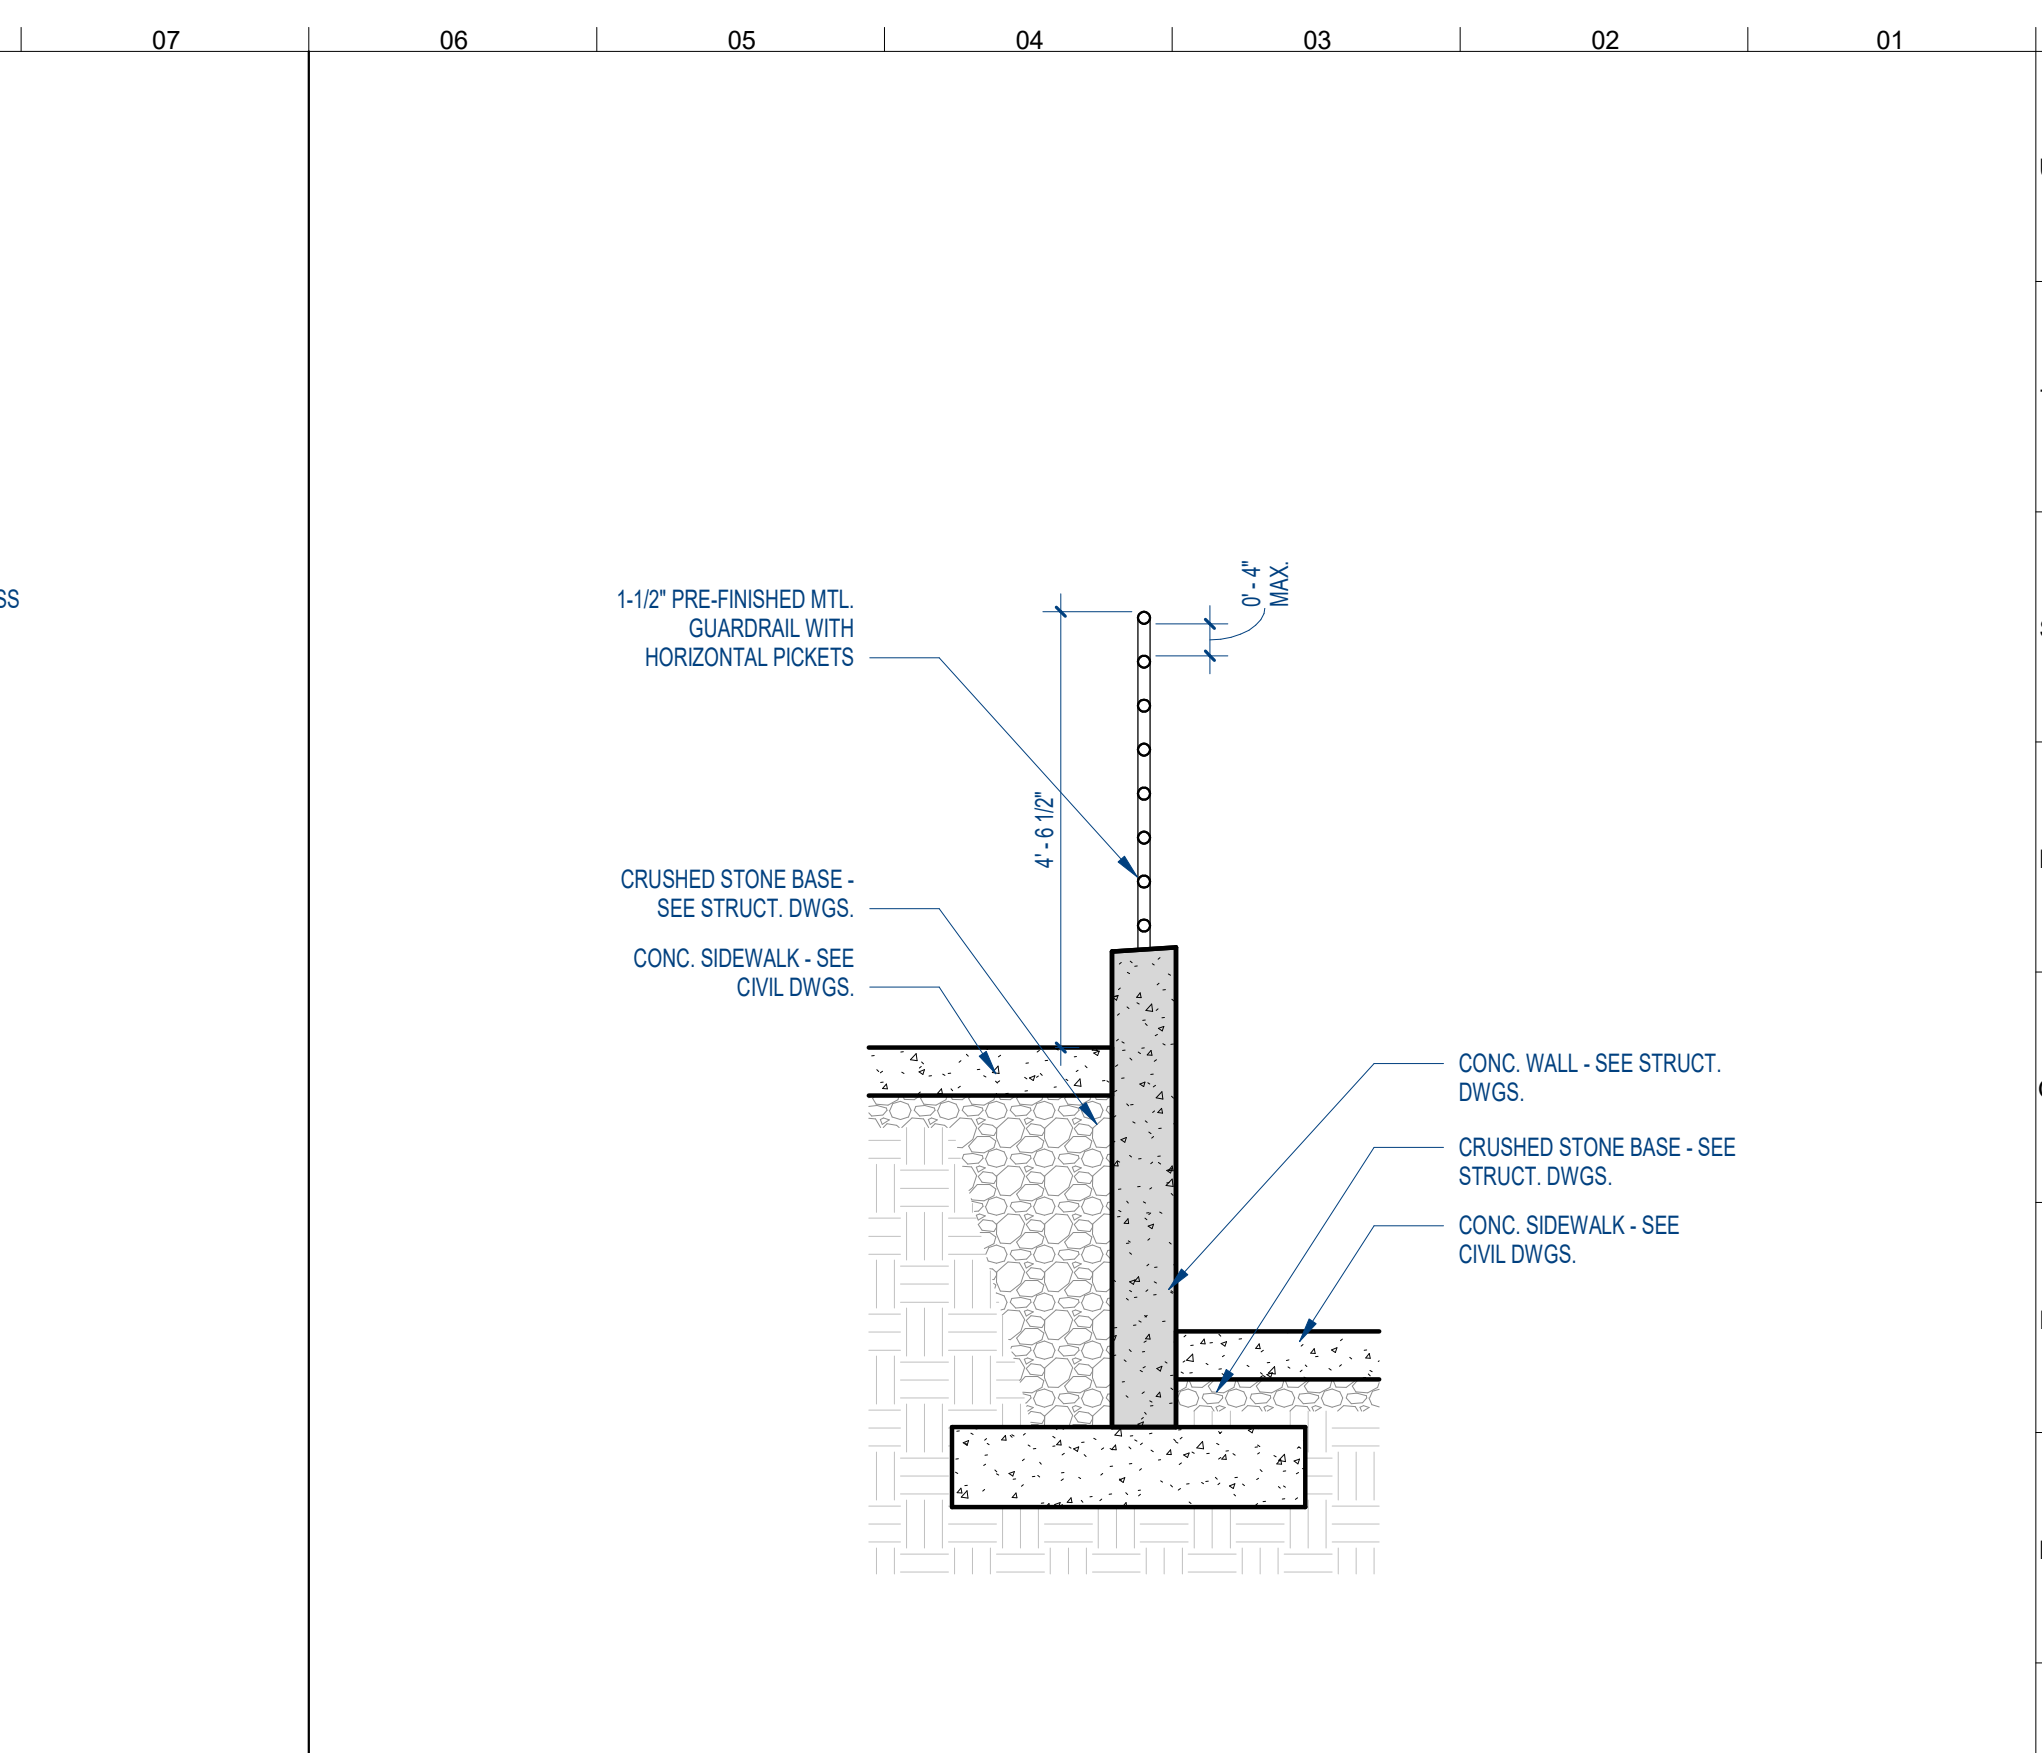 07
06
05
04
03
02
01
SS
1-1/2" PRE-FINISHED MTL.
GUARDRAIL WITH
HORIZONTAL PICKETS
0' - 4"
MAX.
4' - 6 1/2"
CRUSHED STONE BASE -
SEE STRUCT. DWGS.
CONC. SIDEWALK - SEE
CIVIL DWGS.
CONC. WALL - SEE STRUCT.
DWGS.
CRUSHED STONE BASE - SEE
STRUCT. DWGS.
CONC. SIDEWALK - SEE
CIVIL DWGS.